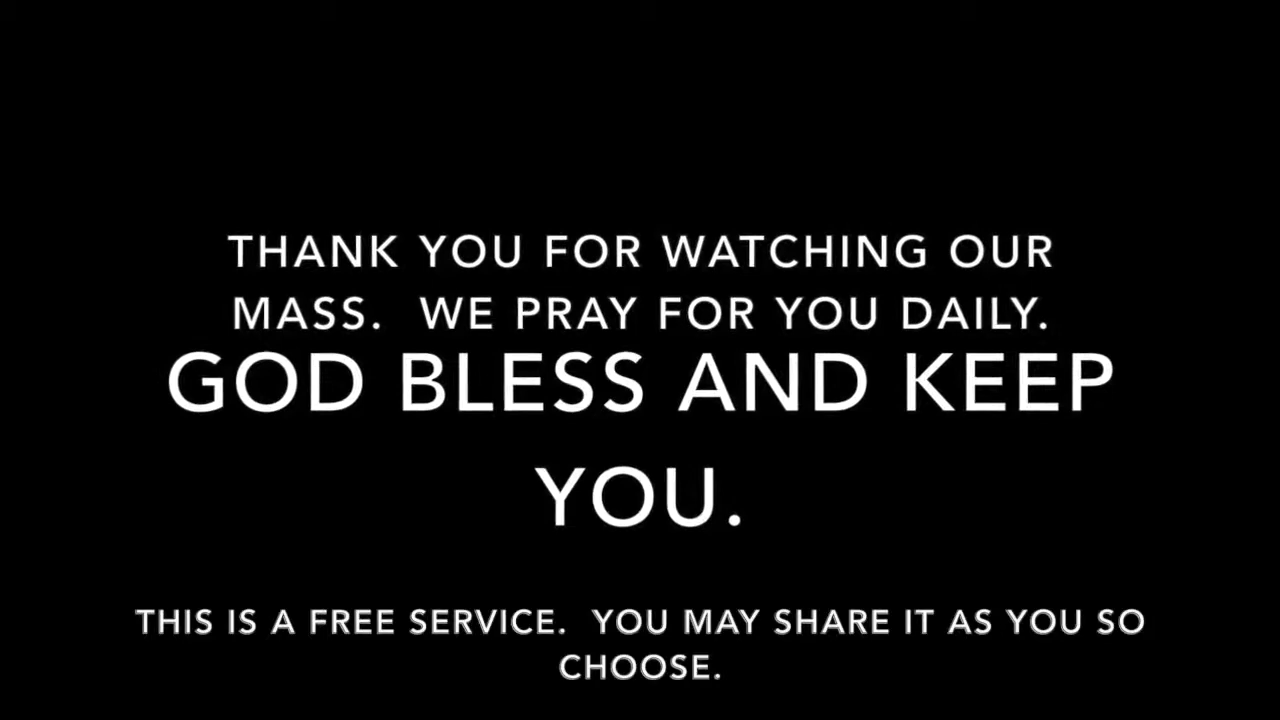 THANK YOU FOR WATCHING OUR
MASS.  WE PRAY FOR YOU DAILY.
GOD BLESS AND KEEP
YOU.
THIS IS A FREE SERVICE.  YOU MAY SHARE IT AS YOU SO
CHOOSE.